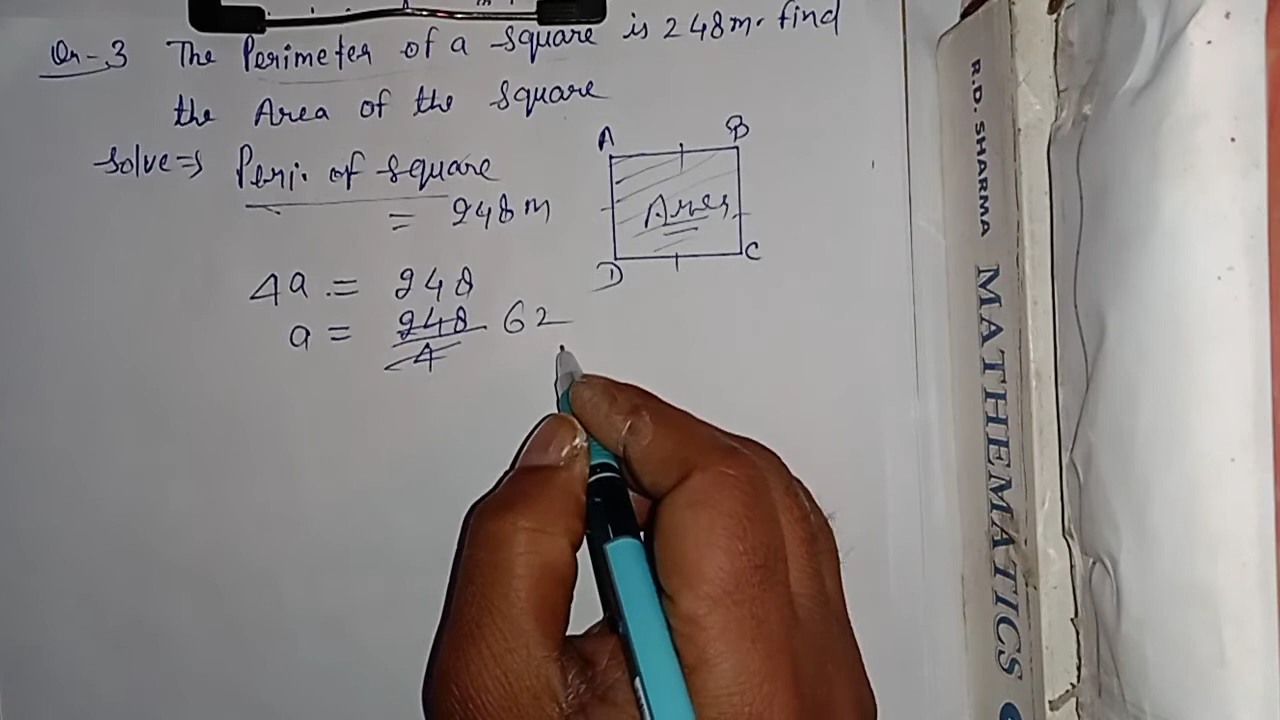 Qn-3 The Perimeter of a square is 248m. find
the Area of the square
Solve⇒ Peri. of square
= 248m
4a = 248
a = 248/4 62
A
B
Area
D
C
R.D. SHARMA MATHEMATICS